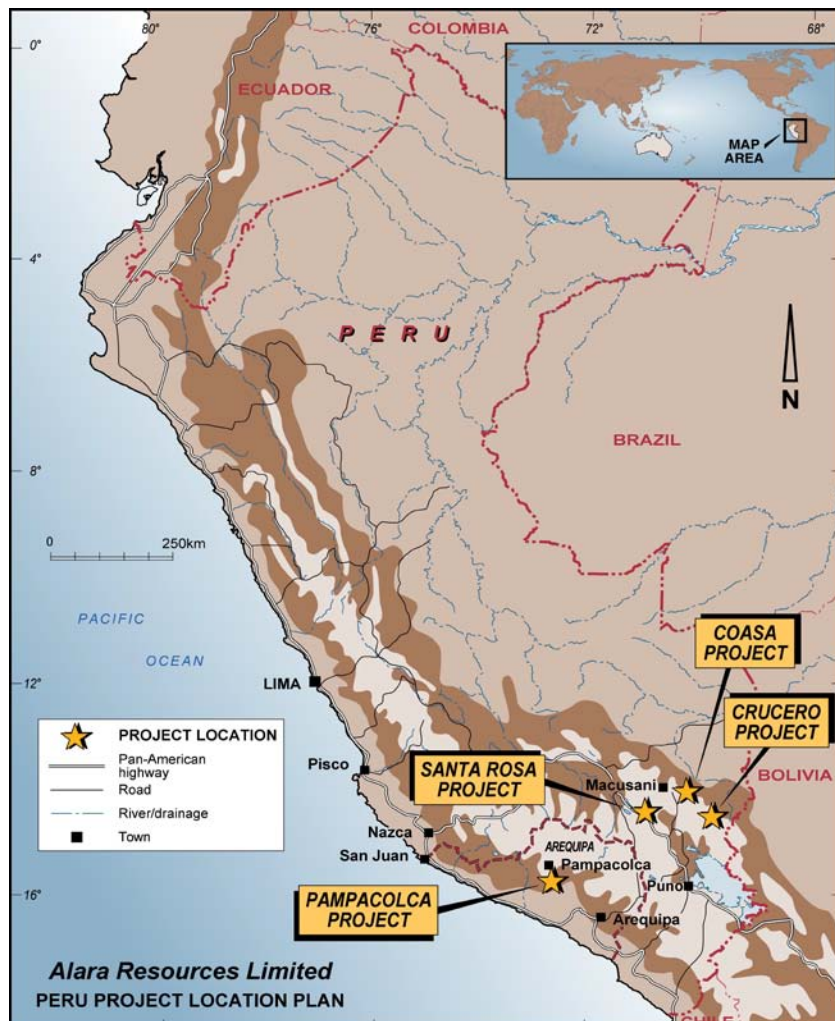 80°
76°
72°
68°
0°
COLOMBIA
ECUADOR
MAP
AREA
4°
PERU
N
BRAZIL
8°
0
250km
PACIFIC
OCEAN
COASA
PROJECT
12°
LIMA
CRUCERO
PROJECT
PROJECT LOCATION
Pan-American
highway
Road
River/drainage
Town
Pisco
SANTA ROSA
PROJECT
Macusani
BOLIVIA
Nazca
San Juan
AREQUIPA
Pampacolca
Puno
16°
PAMPACOLCA
PROJECT
Arequipa
Alara Resources Limited
PERU PROJECT LOCATION PLAN
CHILE